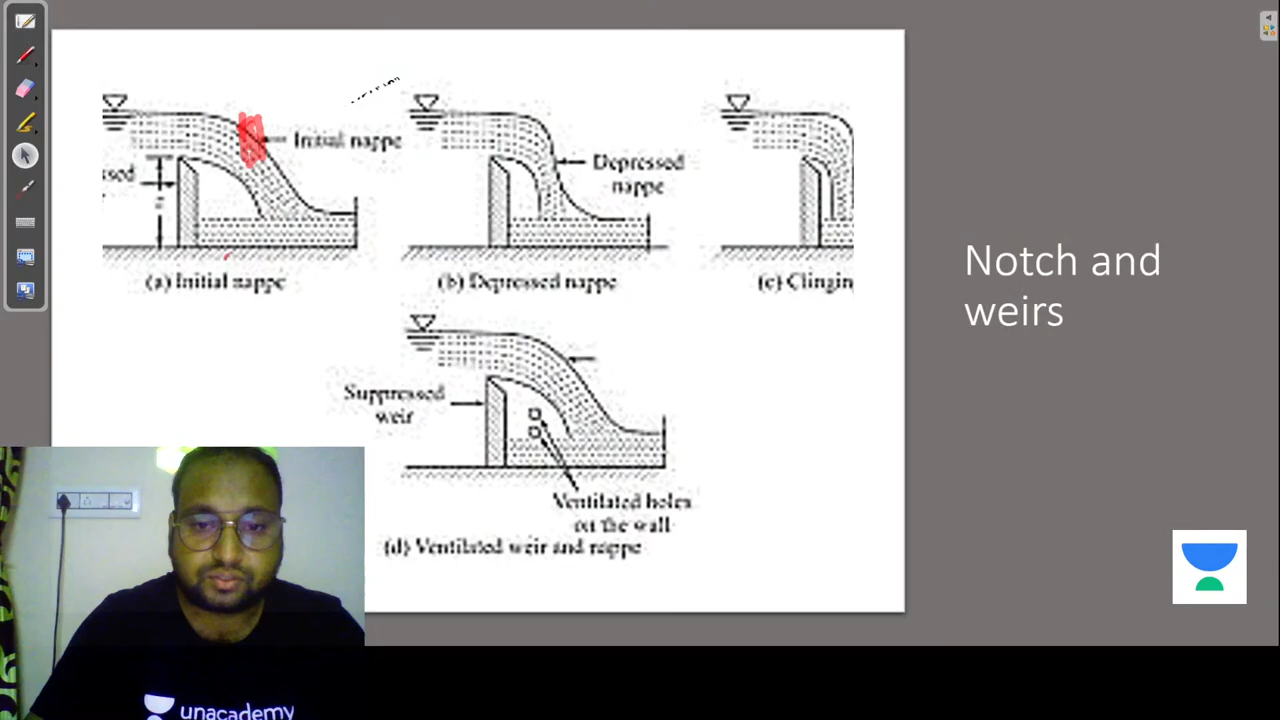 Initial nappe
Depressed
nappe
(a) Initial nappe
(b) Depressed nappe
(c) Clingin
Suppressed
weir
Ventilated holes
on the wall
(d) Ventilated weir and nappe
Notch and
weirs
unacademy